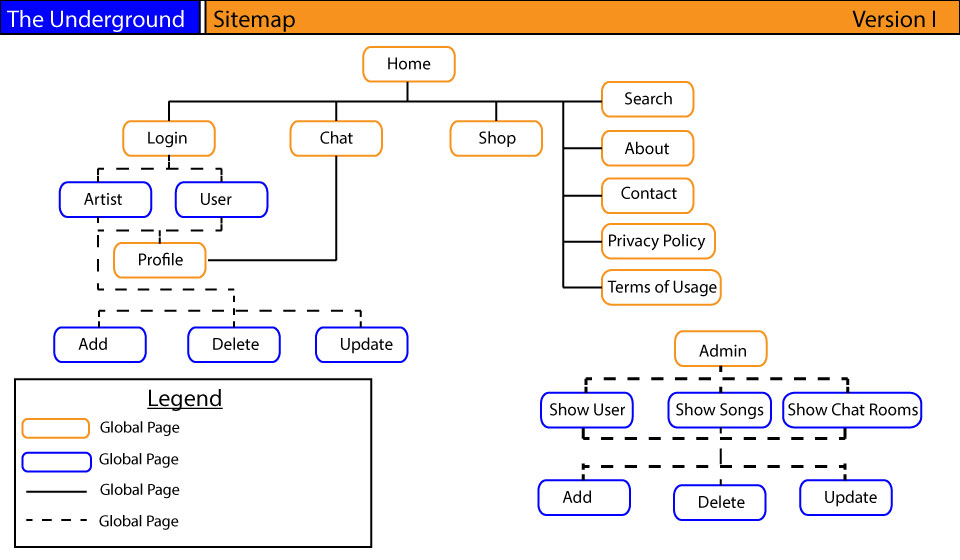 The Underground Sitemap Version I
Home
Search
Login Chat Shop
About
Artist User
Contact
Privacy Policy
Profile
Terms of Usage
Add Delete Update
Admin
Show User Show Songs Show Chat Rooms
Add Delete Update
Legend
Global Page
Global Page
Global Page
Global Page